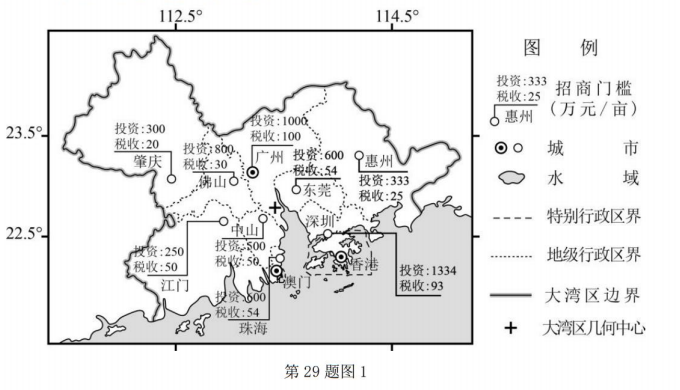 112.5°
114.5°
23.5°
22.5°
投资:300
税收:20
肇庆
投资:800
税收:30
佛山
投资:1000
税收:100
广州
投资:600
税收:54
东莞
惠州
投资:333
税收:25
深圳
投资:1334
税收:93
香港
中山
投资:500
税收:50
投资:250
税收:50
江门
澳门
投资:600
税收:54
珠海
图 例
投资:333
税收:25
惠州
招商门槛
(万元/亩)
城 市
水 域
特别行政区界
地级行政区界
大湾区边界
大湾区几何中心
第29题图1